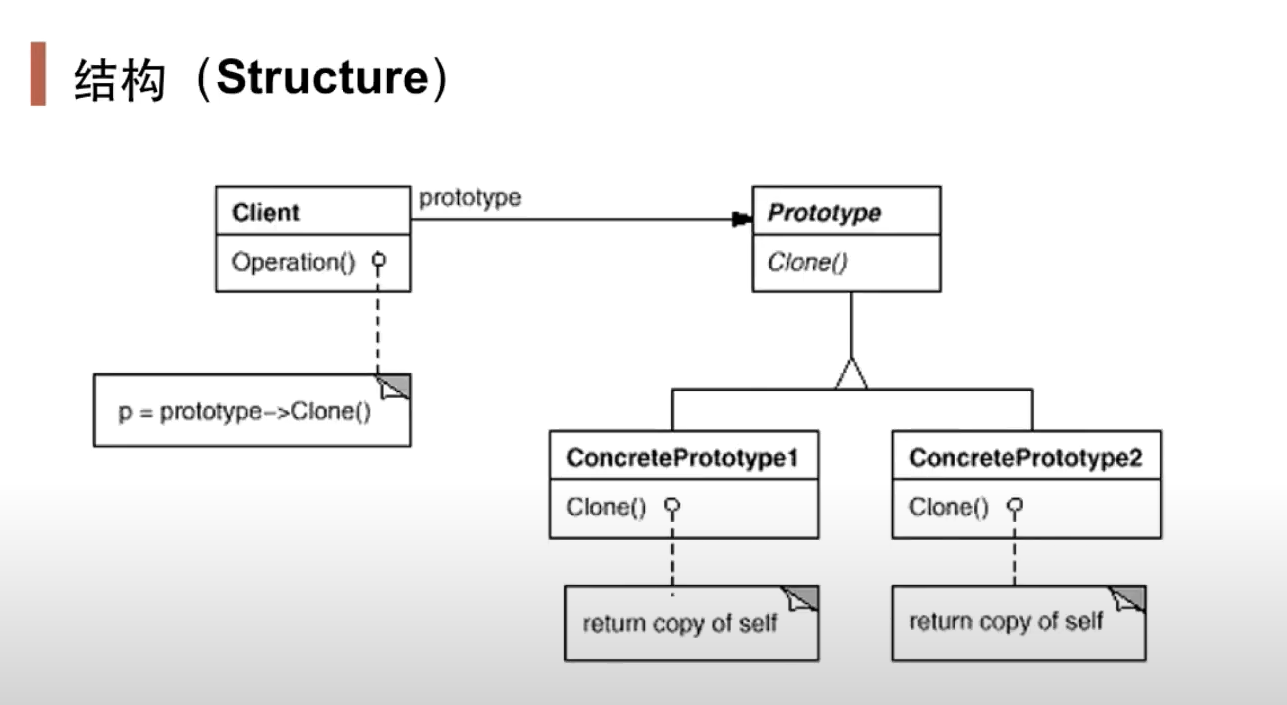 结构（Structure）
Client
Operation()
prototype
Prototype
Clone()
p = prototype->Clone()
ConcretePrototype1
Clone()
ConcretePrototype2
Clone()
return copy of self
return copy of self